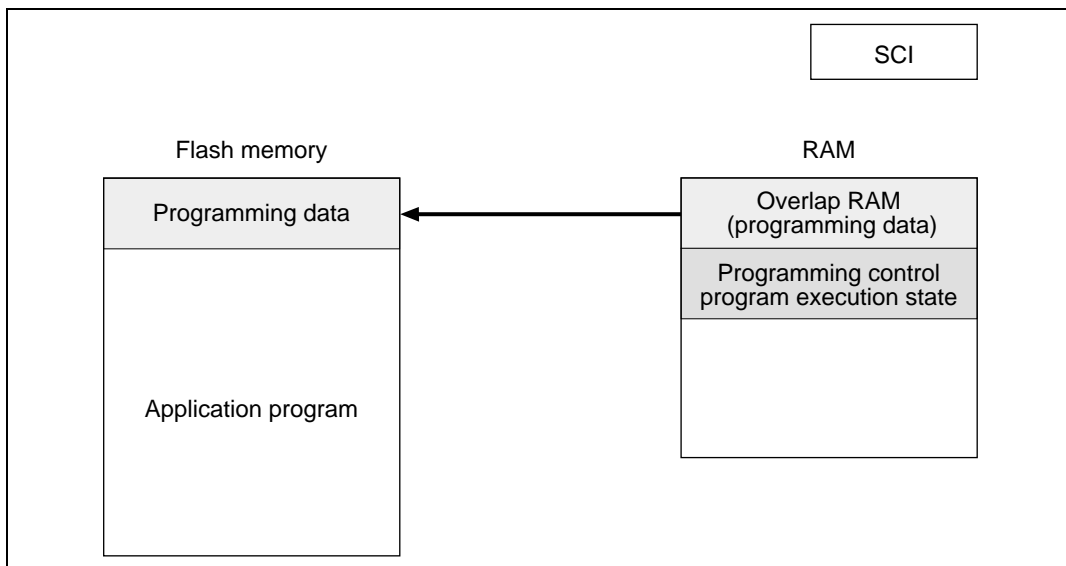 SCI
Flash memory
RAM
Programming data
Overlap RAM
(programming data)
Programming control
program execution state
Application program